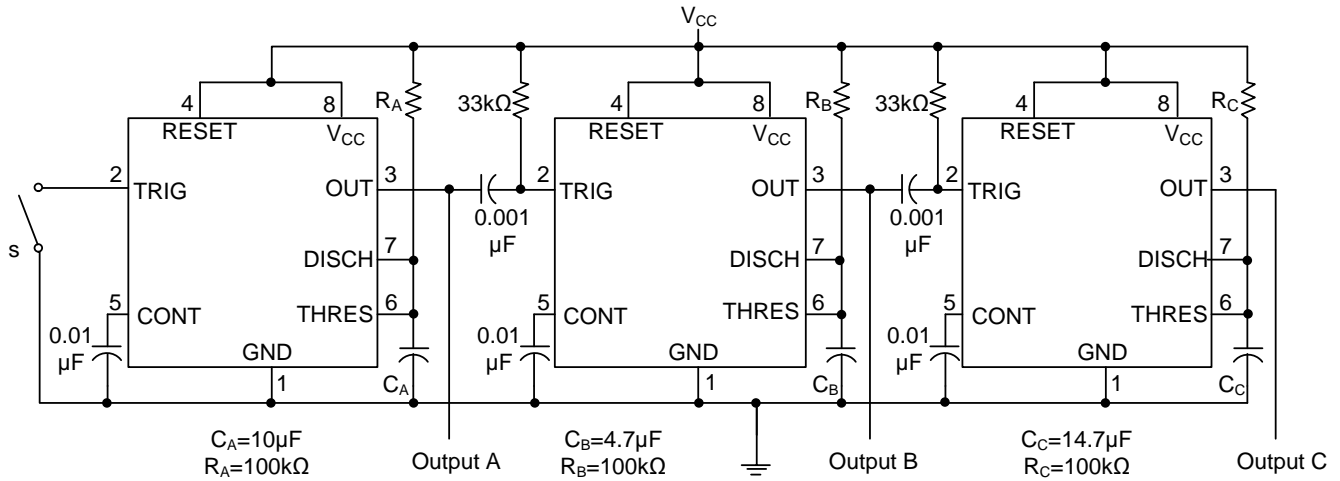 VCC
4
8
RESET
VCC
RA
33kΩ
2
TRIG
OUT
3
0.001
µF
DISCH
7
5
CONT
THRES
6
0.01
µF
GND
1
CA
S
4
8
RESET
VCC
RB
33kΩ
2
TRIG
OUT
3
0.001
µF
DISCH
7
5
CONT
THRES
6
0.01
µF
GND
1
CB
4
8
RESET
VCC
RC
2
TRIG
OUT
3
DISCH
7
5
CONT
THRES
6
0.01
µF
GND
1
CC
CA=10µF
RA=100kΩ
Output A
CB=4.7µF
RB=100kΩ
Output B
CC=14.7µF
RC=100kΩ
Output C